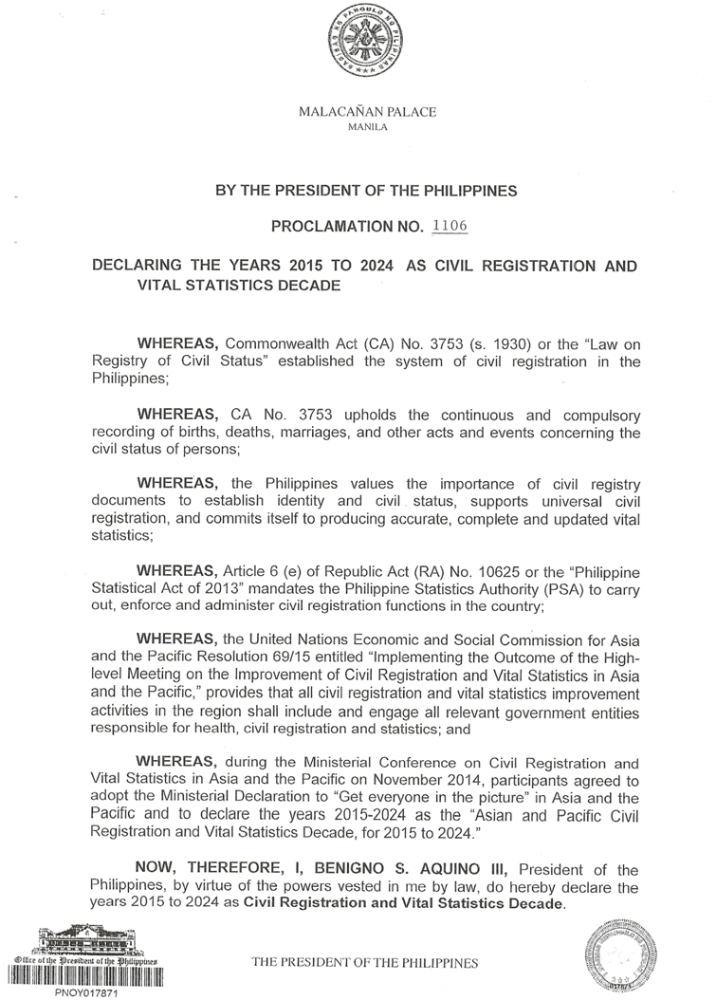 PANGULO NG PILIPINAS
MALACAÑAN PALACE
MANILA
BY THE PRESIDENT OF THE PHILIPPINES
PROCLAMATION NO. 1106
DECLARING THE YEARS 2015 TO 2024 AS CIVIL REGISTRATION AND
VITAL STATISTICS DECADE
WHEREAS, Commonwealth Act (CA) No. 3753 (s. 1930) or the “Law on
Registry of Civil Status” established the system of civil registration in the
Philippines;
WHEREAS, CA No. 3753 upholds the continuous and compulsory
recording of births, deaths, marriages, and other acts and events concerning the
civil status of persons;
WHEREAS, the Philippines values the importance of civil registry
documents to establish identity and civil status, supports universal civil
registration, and commits itself to producing accurate, complete and updated vital
statistics;
WHEREAS, Article 6 (e) of Republic Act (RA) No. 10625 or the “Philippine
Statistical Act of 2013” mandates the Philippine Statistics Authority (PSA) to carry
out, enforce and administer civil registration functions in the country;
WHEREAS, the United Nations Economic and Social Commission for Asia
and the Pacific Resolution 69/15 entitled “Implementing the Outcome of the High-
level Meeting on the Improvement of Civil Registration and Vital Statistics in Asia
and the Pacific,” provides that all civil registration and vital statistics improvement
activities in the region shall include and engage all relevant government entities
responsible for health, civil registration and statistics; and
WHEREAS, during the Ministerial Conference on Civil Registration and
Vital Statistics in Asia and the Pacific on November 2014, participants agreed to
adopt the Ministerial Declaration to “Get everyone in the picture” in Asia and the
Pacific and to declare the years 2015-2024 as the “Asian and Pacific Civil
Registration and Vital Statistics Decade, for 2015 to 2024.”
NOW, THEREFORE, I, BENIGNO S. AQUINO III, President of the
Philippines, by virtue of the powers vested in me by law, do hereby declare the
years 2015 to 2024 as Civil Registration and Vital Statistics Decade.
Office of the President of the Philippines
PNOY017871
THE PRESIDENT OF THE PHILIPPINES